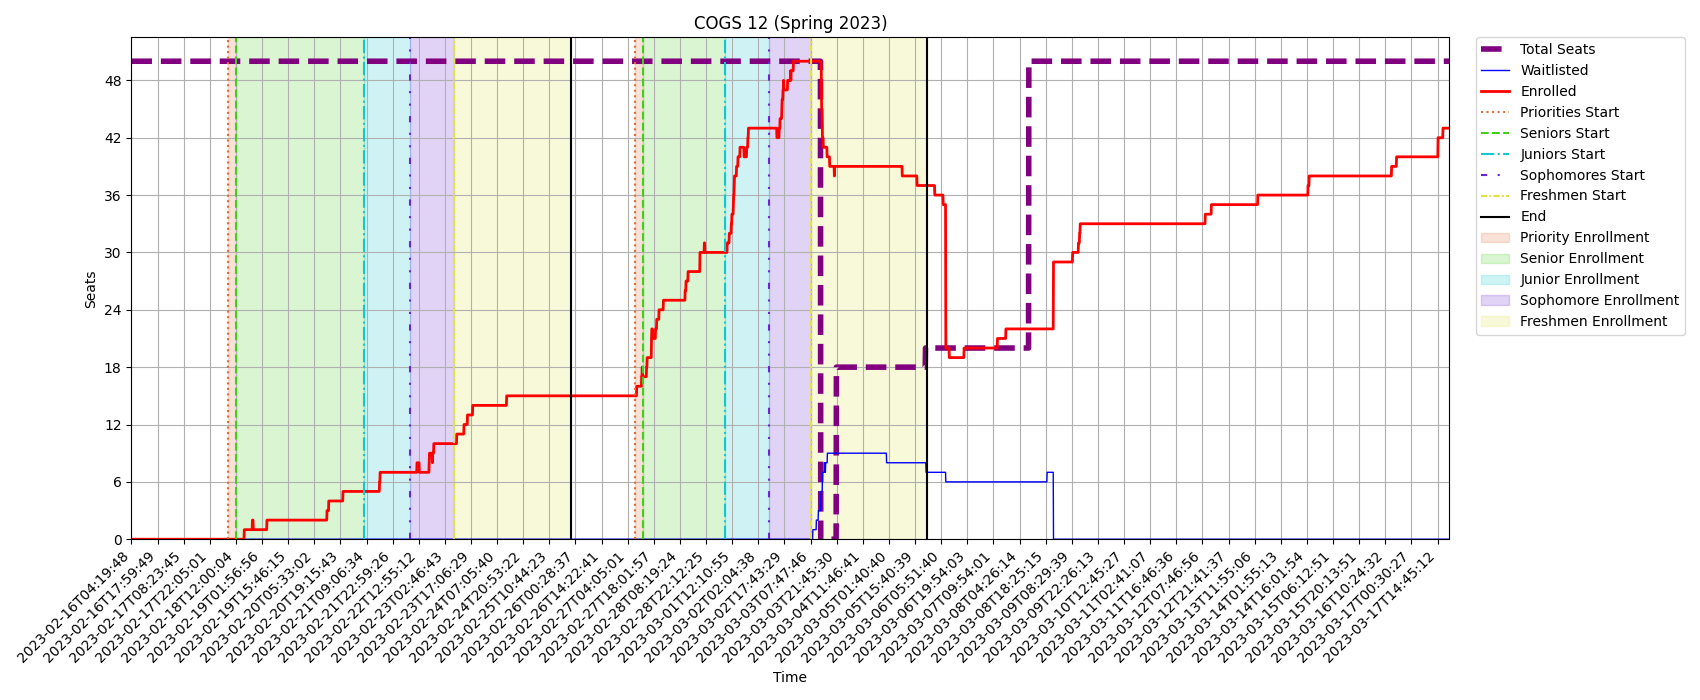 COGS 12 (Spring 2023)
Total Seats
Waitlisted
Enrolled
Priorities Start
Seniors Start
Juniors Start
Sophomores Start
Freshmen Start
End
Priority Enrollment
Senior Enrollment
Junior Enrollment
Sophomore Enrollment
Freshmen Enrollment
Seats
48
42
36
30
24
18
12
6
0
2023-02-16T04:19:48
2023-02-16T17:59:49
2023-02-17T08:23:45
2023-02-17T22:05:01
2023-02-18T12:00:04
2023-02-19T01:56:56
2023-02-19T15:46:13
2023-02-20T05:33:02
2023-02-20T19:15:43
2023-02-21T09:06:34
2023-02-21T22:59:26
2023-02-22T12:55:12
2023-02-23T02:46:43
2023-02-23T17:06:29
2023-02-24T07:05:40
2023-02-24T20:53:22
2023-02-25T10:44:23
2023-02-26T00:28:37
2023-02-26T14:22:41
2023-02-27T04:05:01
2023-02-27T18:01:57
2023-02-28T08:19:24
2023-02-28T22:12:25
2023-03-01T12:10:55
2023-03-02T02:04:38
2023-03-02T17:43:29
2023-03-03T07:47:46
2023-03-03T21:45:30
2023-03-04T11:46:41
2023-03-05T01:40:40
2023-03-05T15:40:39
2023-03-06T05:51:40
2023-03-06T19:54:03
2023-03-07T09:54:01
2023-03-08T04:26:14
2023-03-08T18:25:15
2023-03-09T08:29:39
2023-03-09T22:26:13
2023-03-10T12:45:27
2023-03-11T02:41:07
2023-03-11T16:46:36
2023-03-12T07:46:56
2023-03-12T21:41:37
2023-03-13T11:55:06
2023-03-14T01:55:13
2023-03-14T16:01:54
2023-03-15T06:12:51
2023-03-15T20:13:51
2023-03-16T10:24:32
2023-03-17T00:30:27
2023-03-17T14:45:12
Time